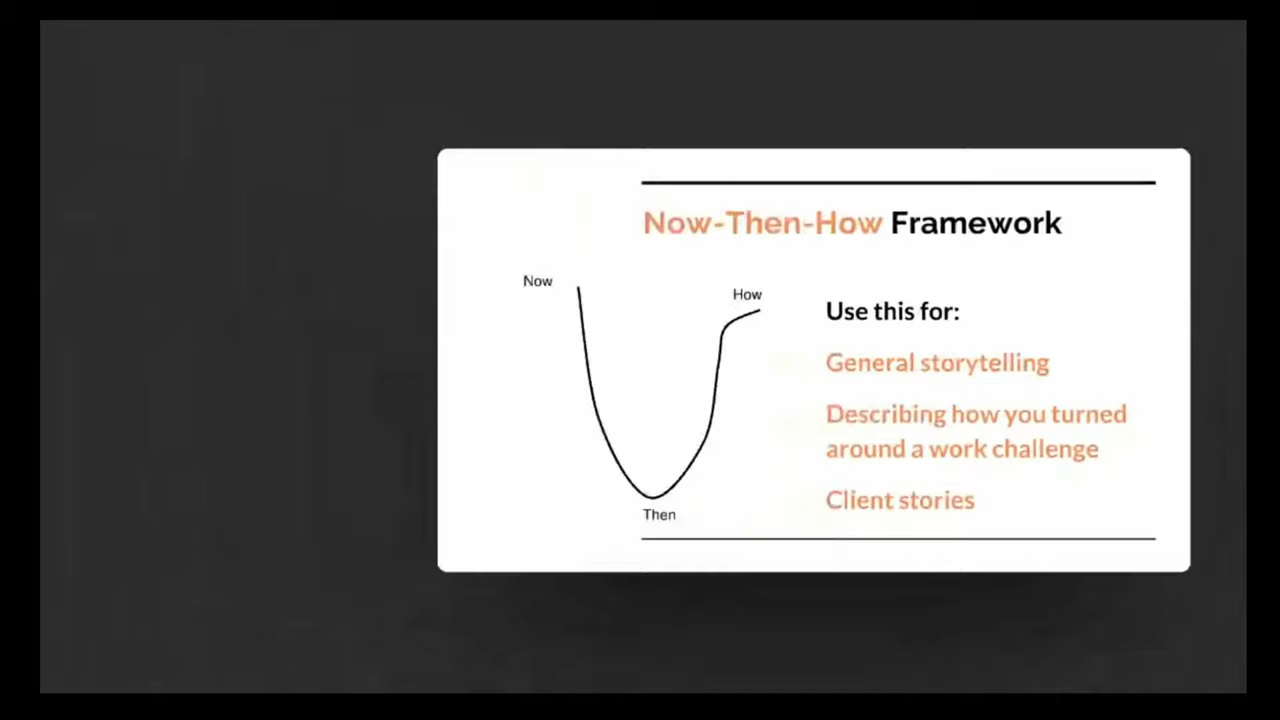 Now-Then-How Framework
Now
How
Then
Use this for:
General storytelling
Describing how you turned
around a work challenge
Client stories